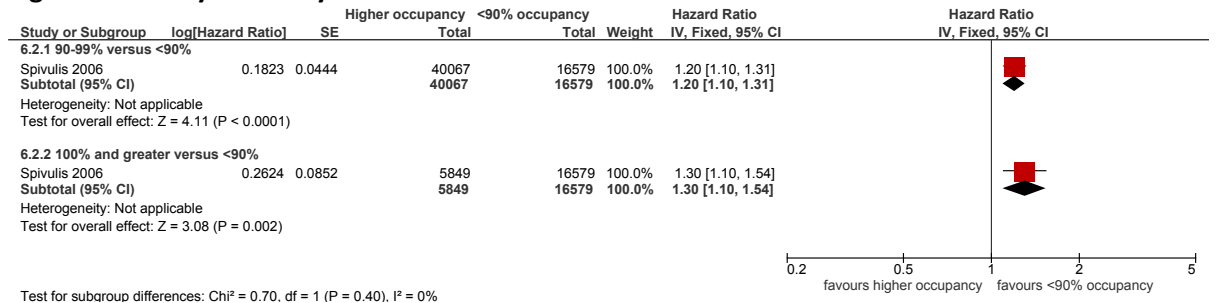 Higher occupancy <90% occupancy Hazard Ratio Hazard Ratio
Study or Subgroup log[Hazard Ratio] SE Total Total Weight IV, Fixed, 95% CI IV, Fixed, 95% CI
6.2.1 90-99% versus <90%
Spivulis 2006 0.1823 0.0444 40067 16579 100.0% 1.20 [1.10, 1.31]
Subtotal (95% CI) 40067 16579 100.0% 1.20 [1.10, 1.31]
Heterogeneity: Not applicable
Test for overall effect: Z = 4.11 (P < 0.0001)
6.2.2 100% and greater versus <90%
Spivulis 2006 0.2624 0.0852 5849 16579 100.0% 1.30 [1.10, 1.54]
Subtotal (95% CI) 5849 16579 100.0% 1.30 [1.10, 1.54]
Heterogeneity: Not applicable
Test for overall effect: Z = 3.08 (P = 0.002)
0.2 0.5 1 2 5
favours higher occupancy favours <90% occupancy
Test for subgroup differences: Chi² = 0.70, df = 1 (P = 0.40), I² = 0%